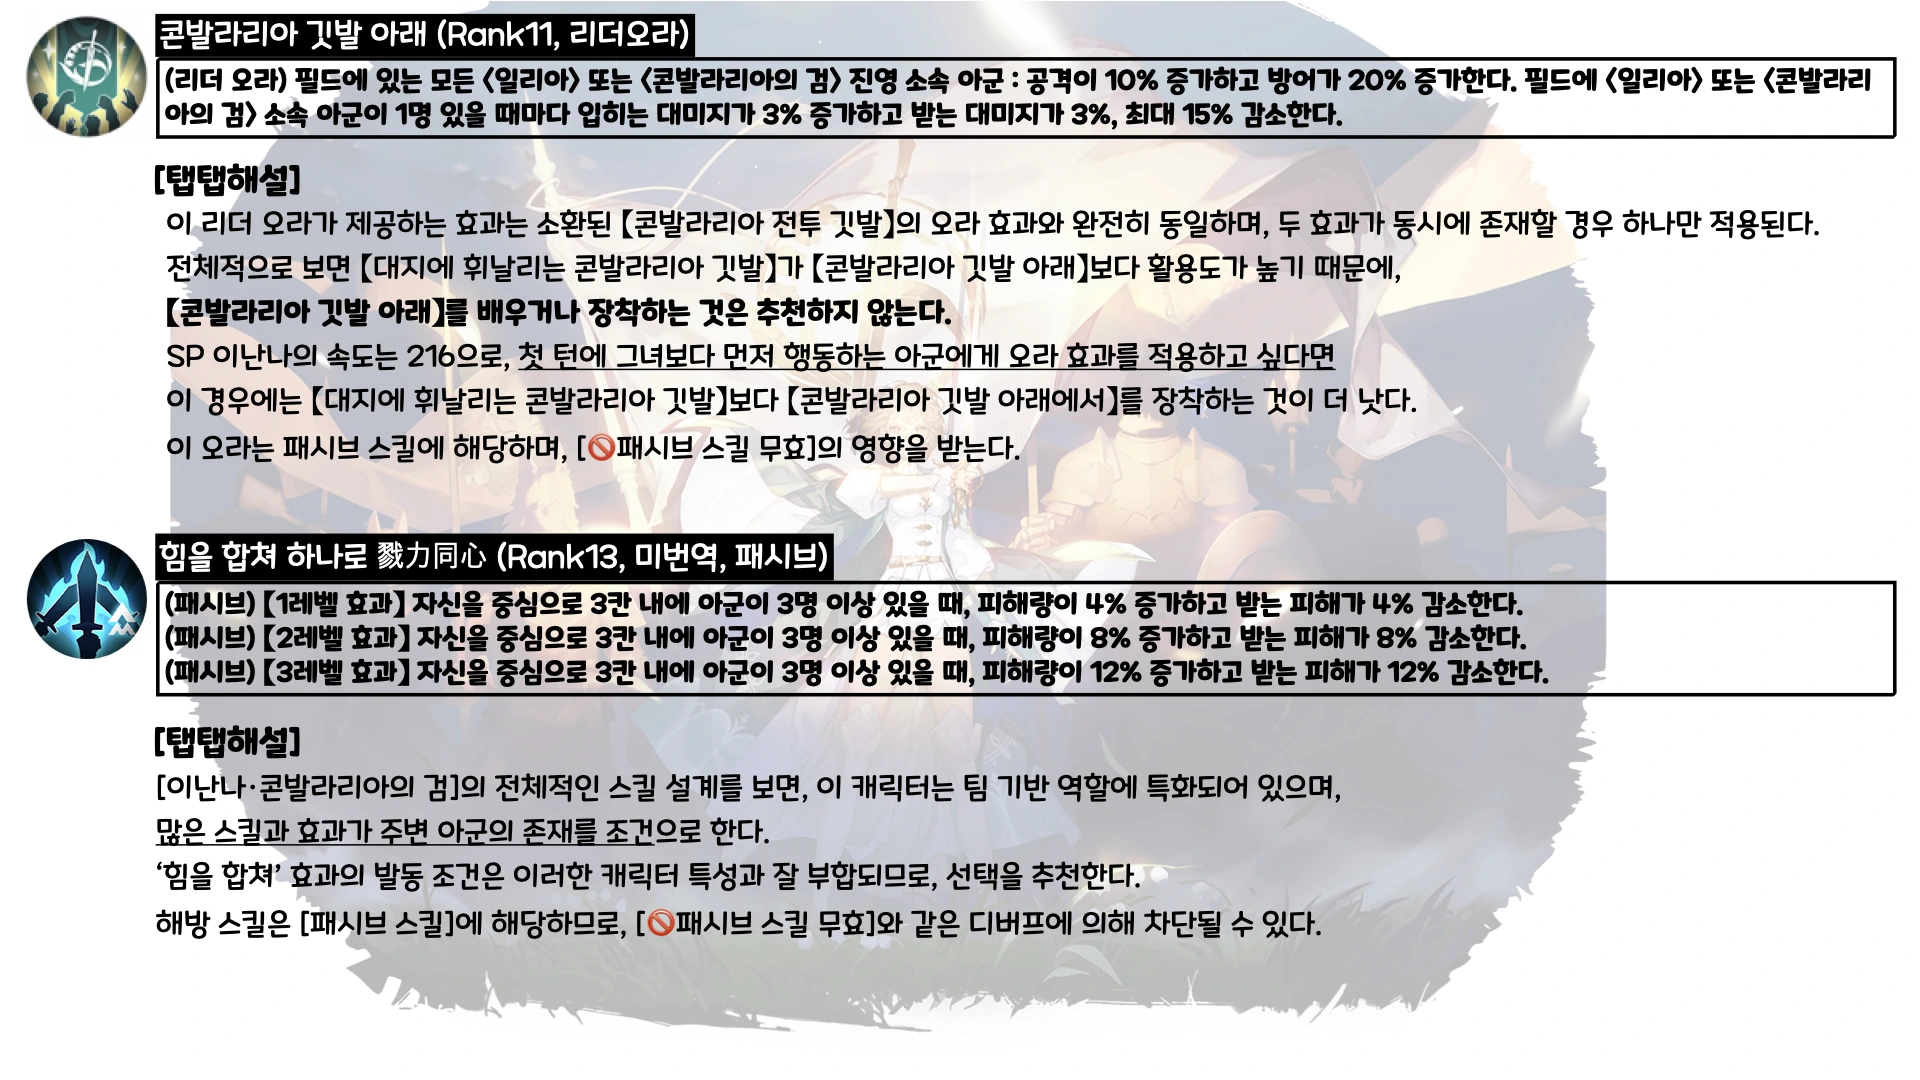 콘발라리아 깃발 아래 (Rank11, 리더오라)
(리더 오라) 필드에 있는 모든 <일리아> 또는 <콘발라리아의 검> 진영 소속 아군 : 공격이 10% 증가하고 방어가 20% 증가한다. 필드에 <일리아> 또는 <콘발라리
아의 검> 소속 아군이 1명 있을 때마다 입히는 대미지가 3% 증가하고 받는 대미지가 3%, 최대 15% 감소한다.
[탭탭해설]
이 리더 오라가 제공하는 효과는 소환된 【콘발라리아 전투 깃발】의 오라 효과와 완전히 동일하며, 두 효과가 동시에 존재할 경우 하나만 적용된다.
전체적으로 보면 【대지에 휘날리는 콘발라리아 깃발】가 【콘발라리아 깃발 아래】보다 활용도가 높기 때문에,
【콘발라리아 깃발 아래】를 배우거나 장착하는 것은 추천하지 않는다.
SP 이난나의 속도는 216으로, 첫 턴에 그녀보다 먼저 행동하는 아군에게 오라 효과를 적용하고 싶다면
이 경우에는 【대지에 휘날리는 콘발라리아 깃발】보다 【콘발라리아 깃발 아래에서】를 장착하는 것이 더 낫다.
이 오라는 패시브 스킬에 해당하며, [🚫패시브 스킬 무효]의 영향을 받는다.
힘을 합쳐 하나로 戮力同心 (Rank13, 미번역, 패시브)
(패시브) 【1레벨 효과】 자신을 중심으로 3칸 내에 아군이 3명 이상 있을 때, 피해량이 4% 증가하고 받는 피해가 4% 감소한다.
(패시브) 【2레벨 효과】 자신을 중심으로 3칸 내에 아군이 3명 이상 있을 때, 피해량이 8% 증가하고 받는 피해가 8% 감소한다.
(패시브) 【3레벨 효과】 자신을 중심으로 3칸 내에 아군이 3명 이상 있을 때, 피해량이 12% 증가하고 받는 피해가 12% 감소한다.
[탭탭해설]
[이난나·콘발라리아의 검]의 전체적인 스킬 설계를 보면, 이 캐릭터는 팀 기반 역할에 특화되어 있으며,
많은 스킬과 효과가 주변 아군의 존재를 조건으로 한다.
‘힘을 합쳐’ 효과의 발동 조건은 이러한 캐릭터 특성과 잘 부합되므로, 선택을 추천한다.
해방 스킬은 [패시브 스킬]에 해당하므로, [🚫패시브 스킬 무효]와 같은 디버프에 의해 차단될 수 있다.